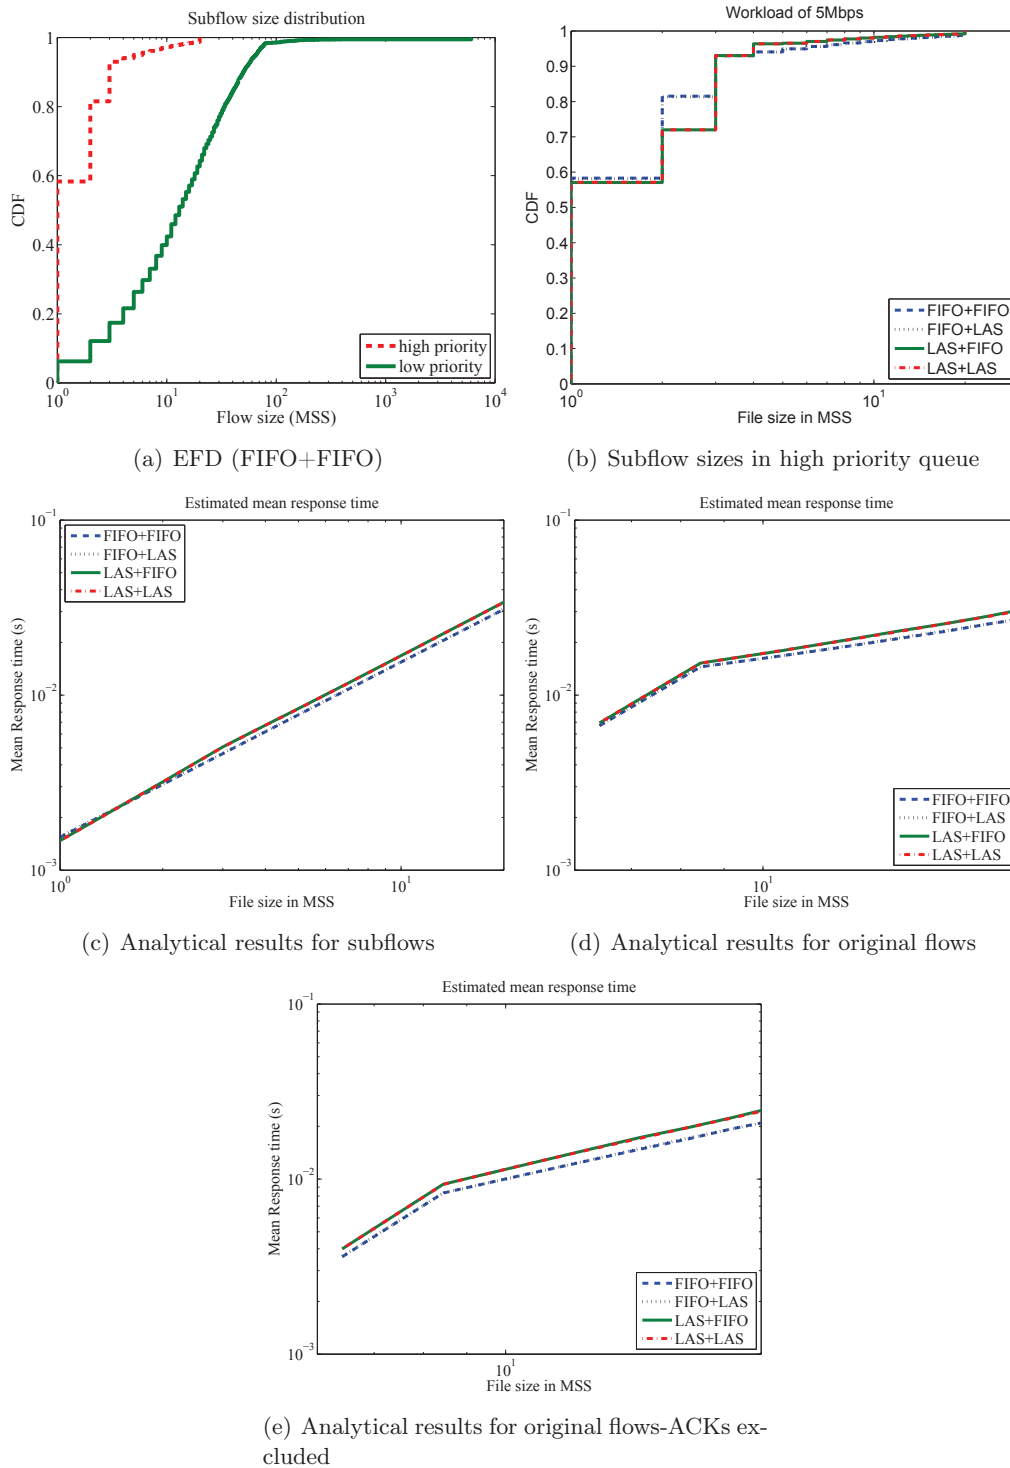 Subflow size distribution
1
0.8
0.6
0.4
0.2
0
CDF
10^0
10^1
10^2
10^3
10^4
Flow size (MSS)
high priority
low priority
(a) EFD (FIFO+FIFO)
Workload of 5Mbps
1
0.9
0.8
0.7
0.6
0.5
0.4
0.3
0.2
0.1
0
CDF
10^0
10^1
File size in MSS
FIFO+FIFO
FIFO+LAS
LAS+FIFO
LAS+LAS
(b) Subflow sizes in high priority queue
Estimated mean response time
10^−1
10^−2
10^−3
Mean Response time (s)
10^0
10^1
File size in MSS
FIFO+FIFO
FIFO+LAS
LAS+FIFO
LAS+LAS
(c) Analytical results for subflows
Estimated mean response time
10^−1
10^−2
10^−3
Mean Response time (s)
10^1
File size in MSS
FIFO+FIFO
FIFO+LAS
LAS+FIFO
LAS+LAS
(d) Analytical results for original flows
Estimated mean response time
10^−1
10^−2
10^−3
Mean Response time (s)
10^1
File size in MSS
FIFO+FIFO
FIFO+LAS
LAS+FIFO
LAS+LAS
(e) Analytical results for original flows-ACKs ex-
cluded